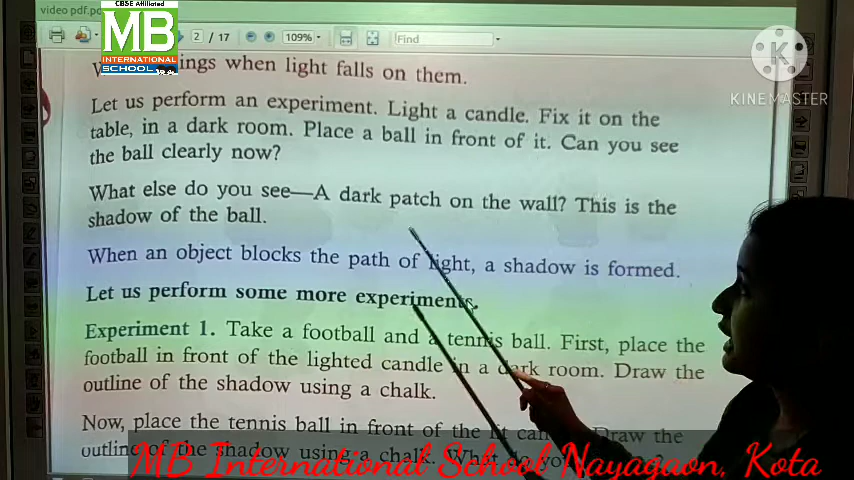 CBSE Affiliated
video pdf.pd
MB
INTERNATIONAL
SCHOOL
2 / 17
109%
Find
KINEMASTER
ings when light falls on them.
Let us perform an experiment. Light a candle. Fix it on the
table, in a dark room. Place a ball in front of it. Can you see
the ball clearly now?
What else do you see—A dark patch on the wall? This is the
shadow of the ball.
When an object blocks the path of light, a shadow is formed.
Let us perform some more experiments.
Experiment 1. Take a football and a tennis ball. First, place the
football in front of the lighted candle in a dark room. Draw the
outline of the shadow using a chalk.
Now, place the tennis ball in front of the lit Draw the
outline of the shadow using a chalk. What do
MB International School Nayagaon, Kota